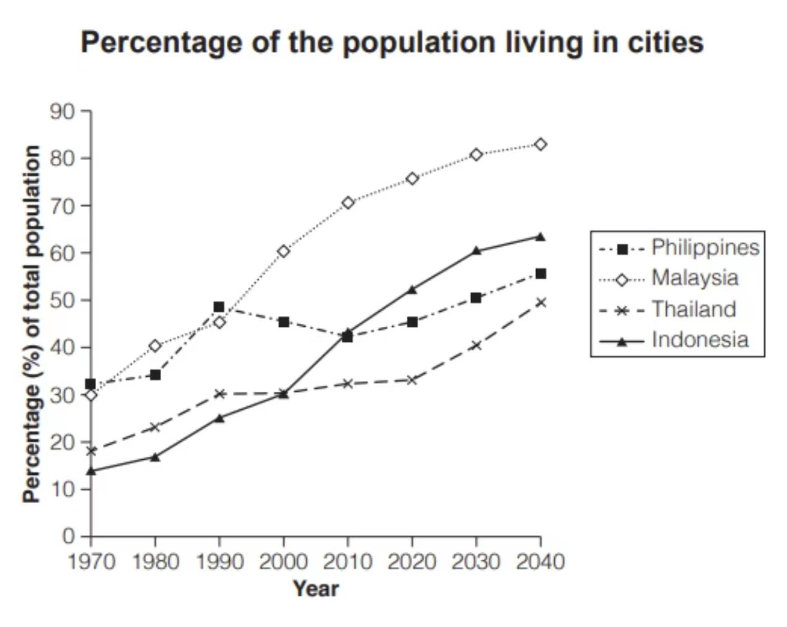 Percentage of the population living in cities
Percentage (%) of total population
90
80
70
60
50
40
30
20
10
0
1970 1980 1990 2000 2010 2020 2030 2040
Year
Philippines
Malaysia
Thailand
Indonesia